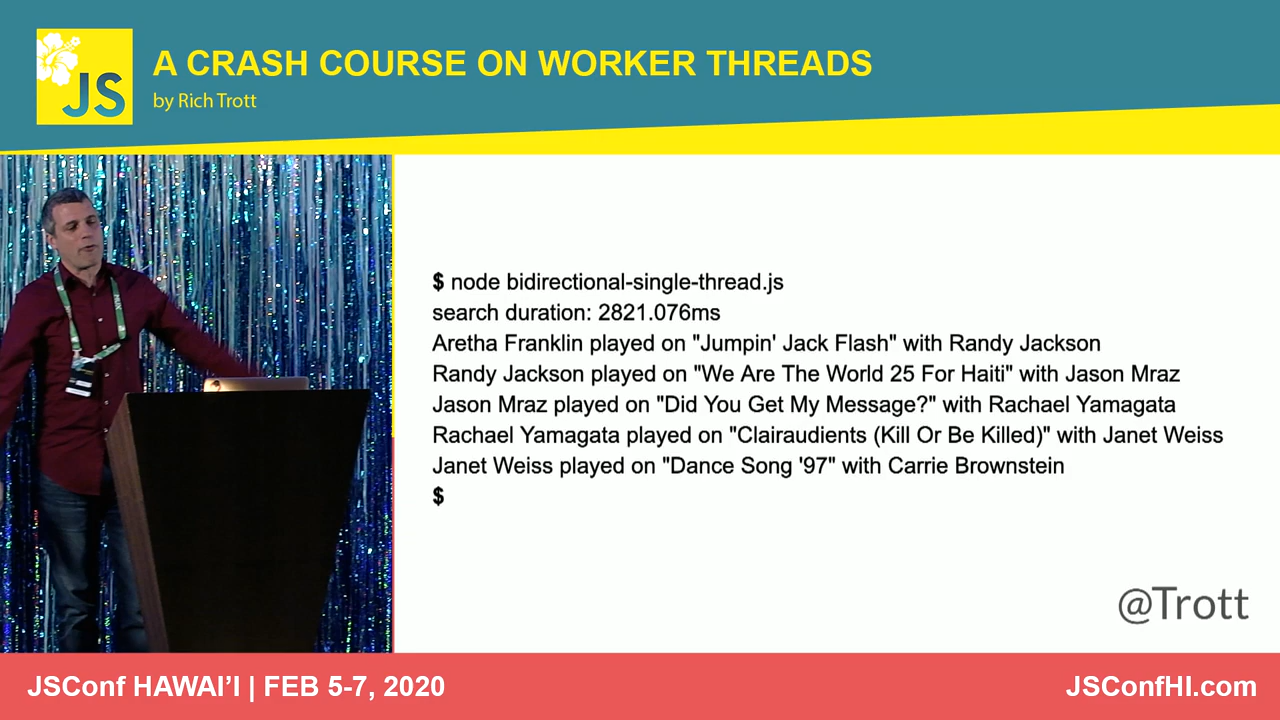 JS
A CRASH COURSE ON WORKER THREADS
by Rich Trott
$ node bidirectional-single-thread.js
search duration: 2821.076ms
Aretha Franklin played on "Jumpin' Jack Flash" with Randy Jackson
Randy Jackson played on "We Are The World 25 For Haiti" with Jason Mraz
Jason Mraz played on "Did You Get My Message?" with Rachael Yamagata
Rachael Yamagata played on "Clairaudients (Kill Or Be Killed)" with Janet Weiss
Janet Weiss played on "Dance Song '97" with Carrie Brownstein
$
@Trott
JSConf HAWAI’I | FEB 5-7, 2020
JSConfHI.com